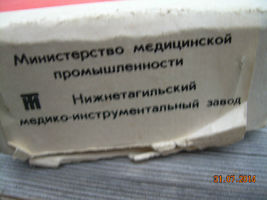 Министерство медицинской
промышленности
Нижнетагильский
медико-инструментальный завод